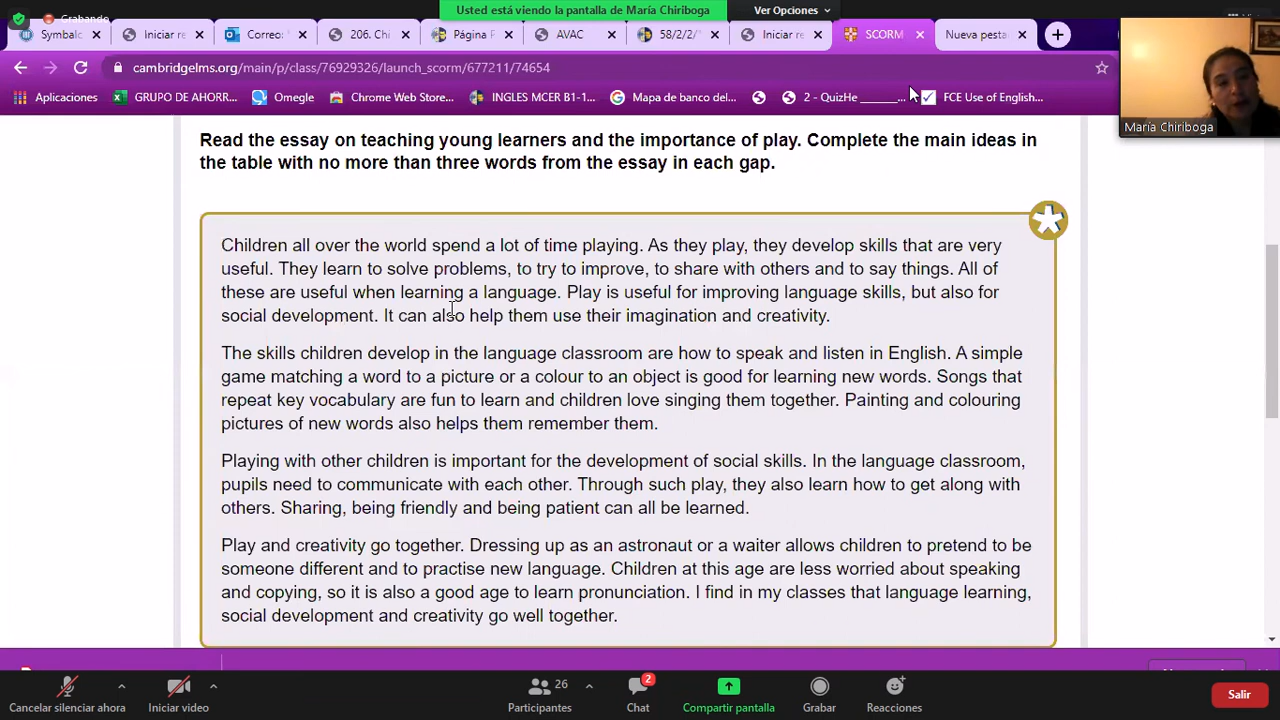 Grabando
Usted está viendo la pantalla de María Chiriboga
Ver Opciones
Symbalo
Iniciar re
Correo:
206. Ch
Página P
AVAC
58/2/2/
Iniciar re
SCORM
Nueva pesta
cambridgelms.org/main/p/class/76929326/launch_scorm/677211/74654
Aplicaciones
GRUPO DE AHORR...
Omegle
Chrome Web Store...
INGLES MCER B1-1...
Mapa de banco del...
2 - QuizHe _______...
FCE Use of English...
María Chiriboga
Read the essay on teaching young learners and the importance of play. Complete the main ideas in
the table with no more than three words from the essay in each gap.
Children all over the world spend a lot of time playing. As they play, they develop skills that are very
useful. They learn to solve problems, to try to improve, to share with others and to say things. All of
these are useful when learning a language. Play is useful for improving language skills, but also for
social development. It can also help them use their imagination and creativity.
The skills children develop in the language classroom are how to speak and listen in English. A simple
game matching a word to a picture or a colour to an object is good for learning new words. Songs that
repeat key vocabulary are fun to learn and children love singing them together. Painting and colouring
pictures of new words also helps them remember them.
Playing with other children is important for the development of social skills. In the language classroom,
pupils need to communicate with each other. Through such play, they also learn how to get along with
others. Sharing, being friendly and being patient can all be learned.
Play and creativity go together. Dressing up as an astronaut or a waiter allows children to pretend to be
someone different and to practise new language. Children at this age are less worried about speaking
and copying, so it is also a good age to learn pronunciation. I find in my classes that language learning,
social development and creativity go well together.
Cancelar silenciar ahora
Iniciar video
26
Participantes
2
Chat
Compartir pantalla
Grabar
Reacciones
Salir